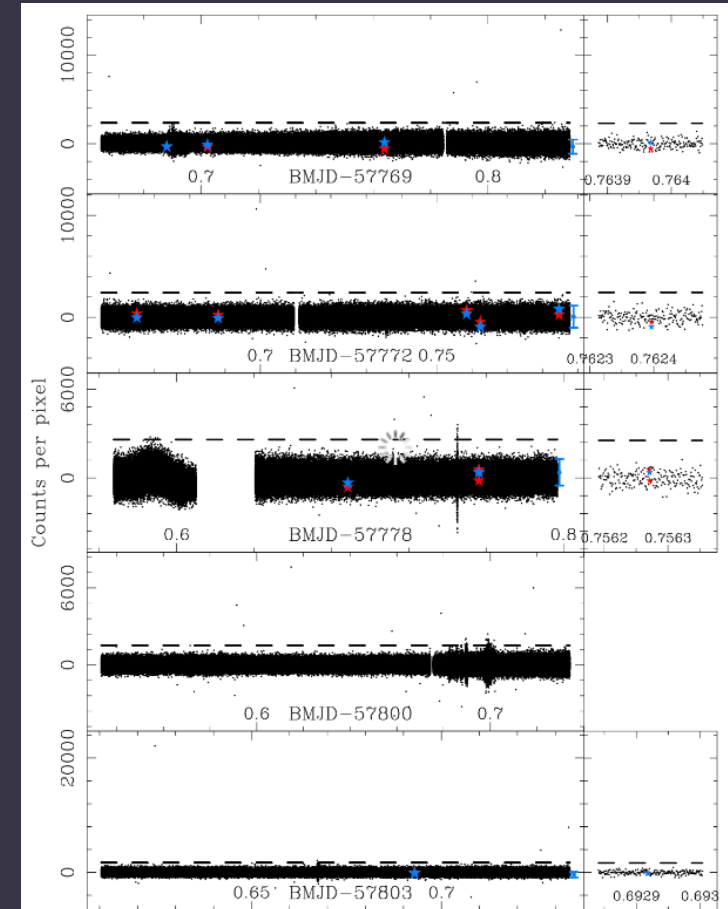 10000
0
0.7 BMJD-57769 0.8
0.7639 0.764
10000
0
0.7 BMJD-57772 0.75
0.7623 0.7624
6000
0
0.6 BMJD-57778 0.8
0.7562 0.7563
6000
0
0.6 BMJD-57800 0.7
20000
0
0.65 BMJD-57803 0.7
0.6929 0.693
Counts per pixel